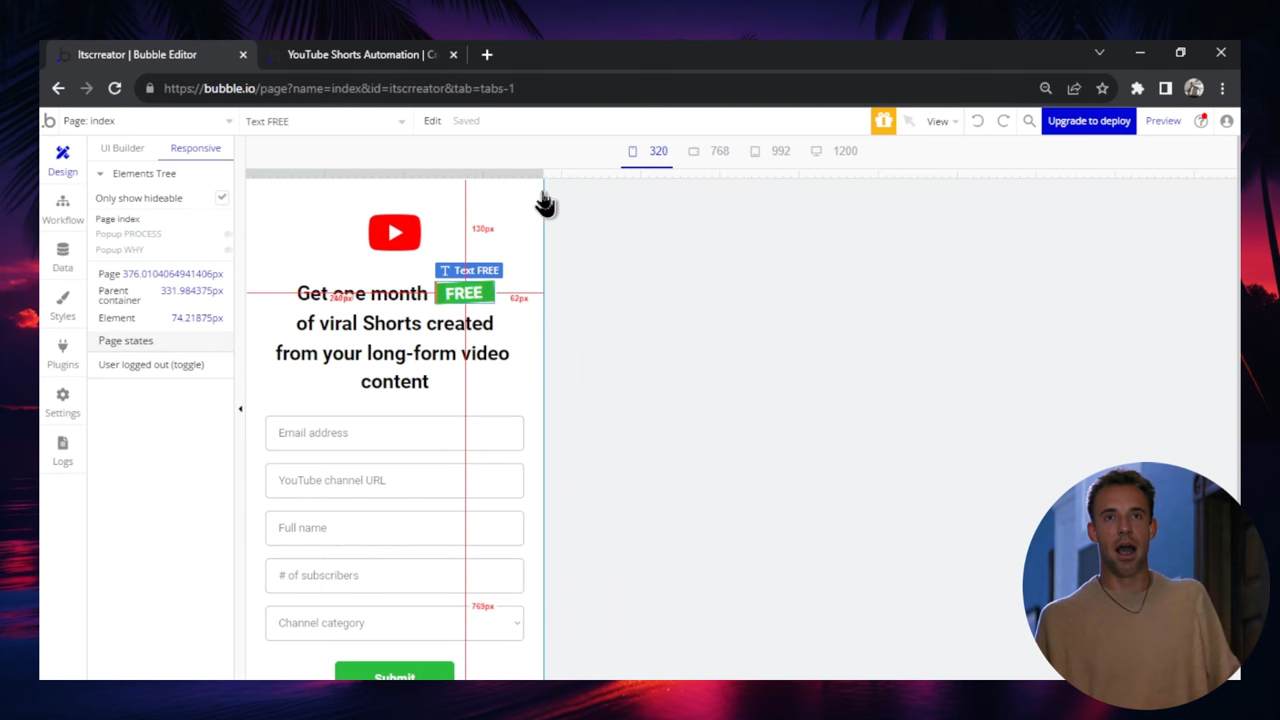 Itscrreator | Bubble Editor
YouTube Shorts Automation | Cr
https://bubble.io/page?name=index&id=itscrreator&tab=tabs-1
Page: index
Text FREE
Edit
Saved
View
Upgrade to deploy
Preview
UI Builder
Responsive
320
768
992
1200
Design
Elements Tree
Only show hideable
Workflow
Page index
Popup PROCESS
Popup WHY
Data
Page 376.0104064941406px
Parent container 331.984375px
Element 74.21875px
Styles
Page states
Plugins
User logged out (toggle)
Settings
Logs
130px
Text FREE
Get one month FREE
240px
62px
of viral Shorts created
from your long-form video
content
Email address
YouTube channel URL
Full name
# of subscribers
769px
Channel category
Submit